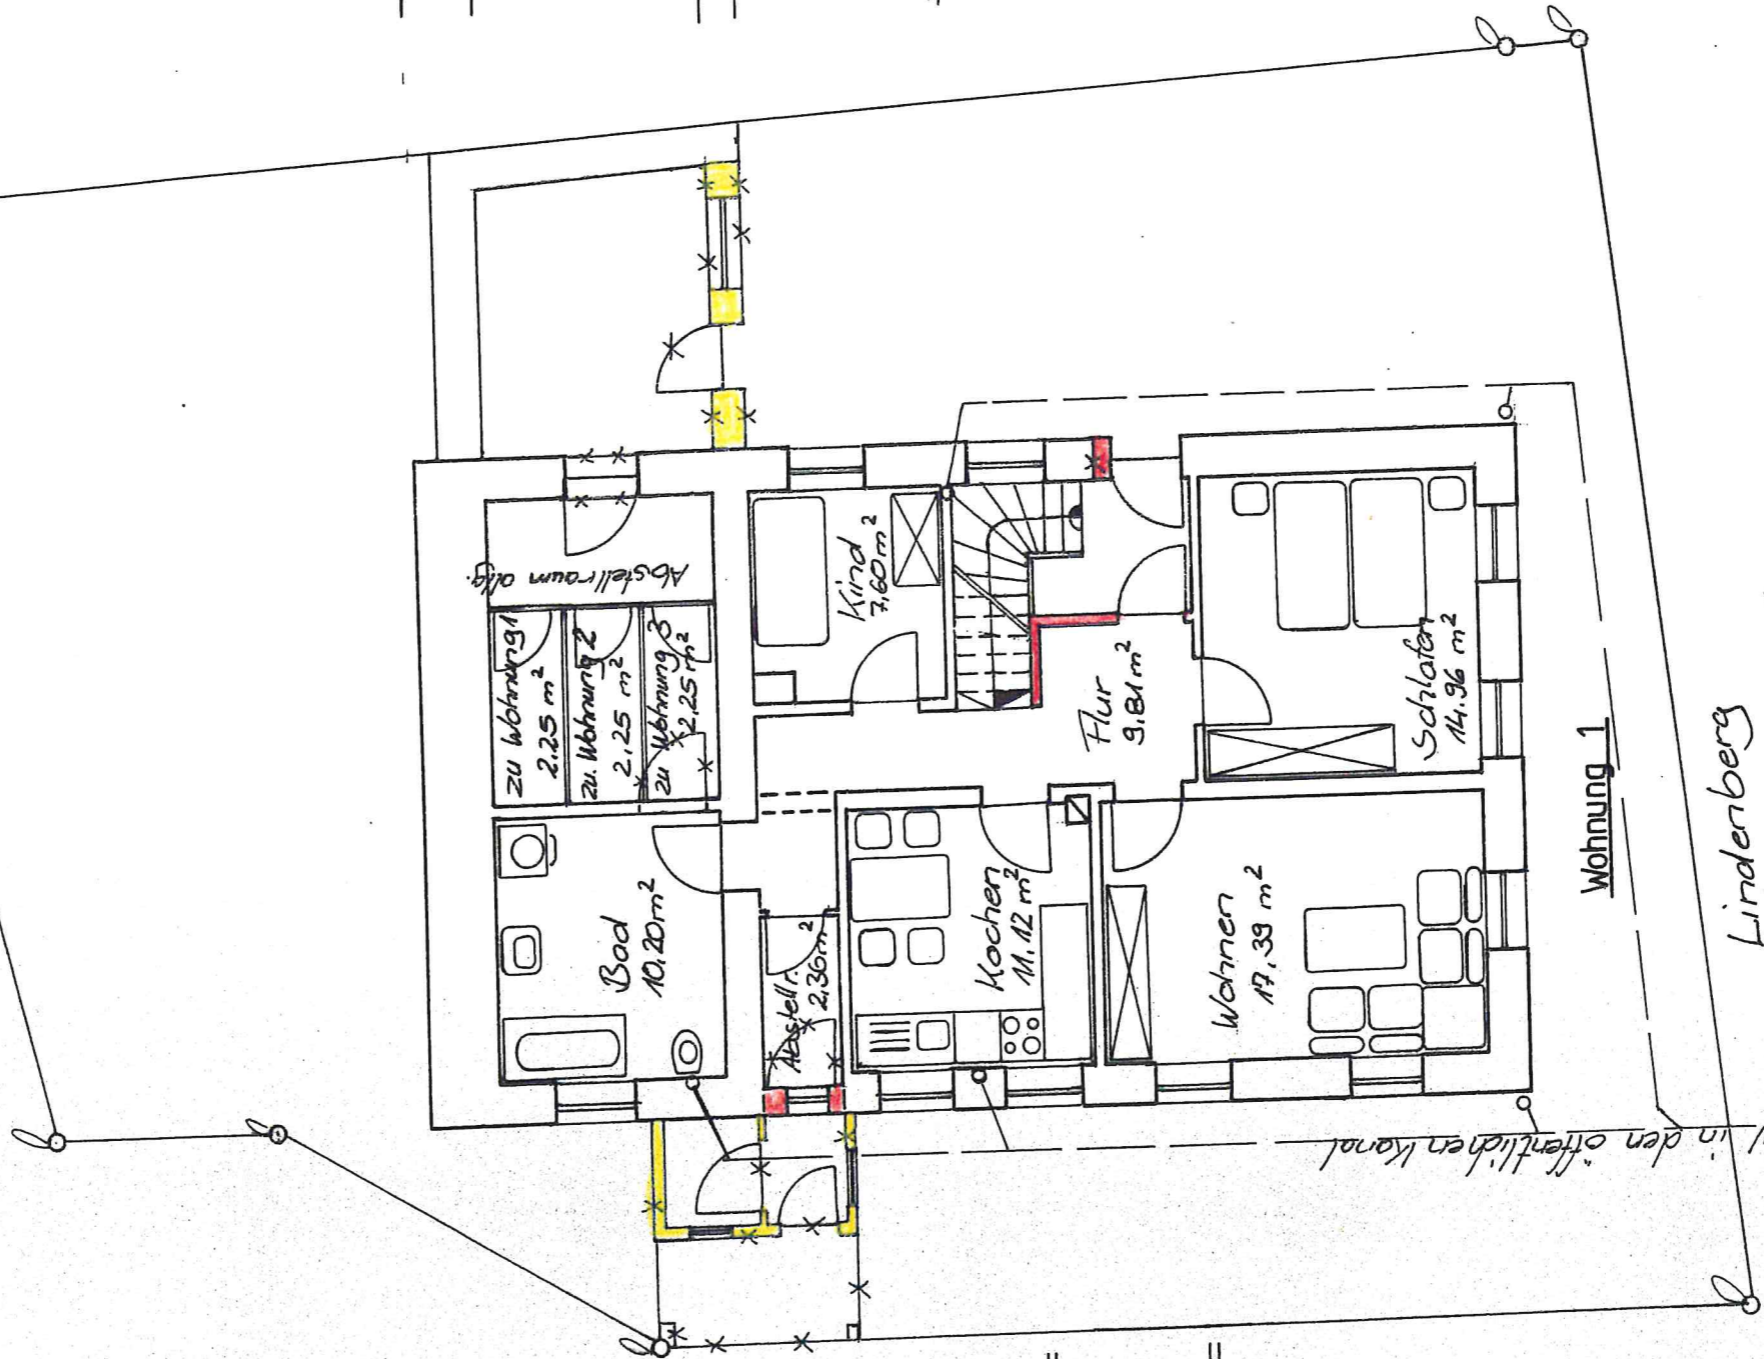 Abstellraum allg.
zu Wohnung 1
2.25 m²
zu Wohnung 2
2.25 m²
zu Wohnung 3
2.25 m²
Kind
7,60 m²
Flur
9.81 m²
Schlafen
14.96 m²
Bad
10.20 m²
Abstellr.
2,36 m²
Kochen
11.12 m²
Wohnen
17.39 m²
Wohnung 1
Lindenberg
in den öffentlichen Kanal